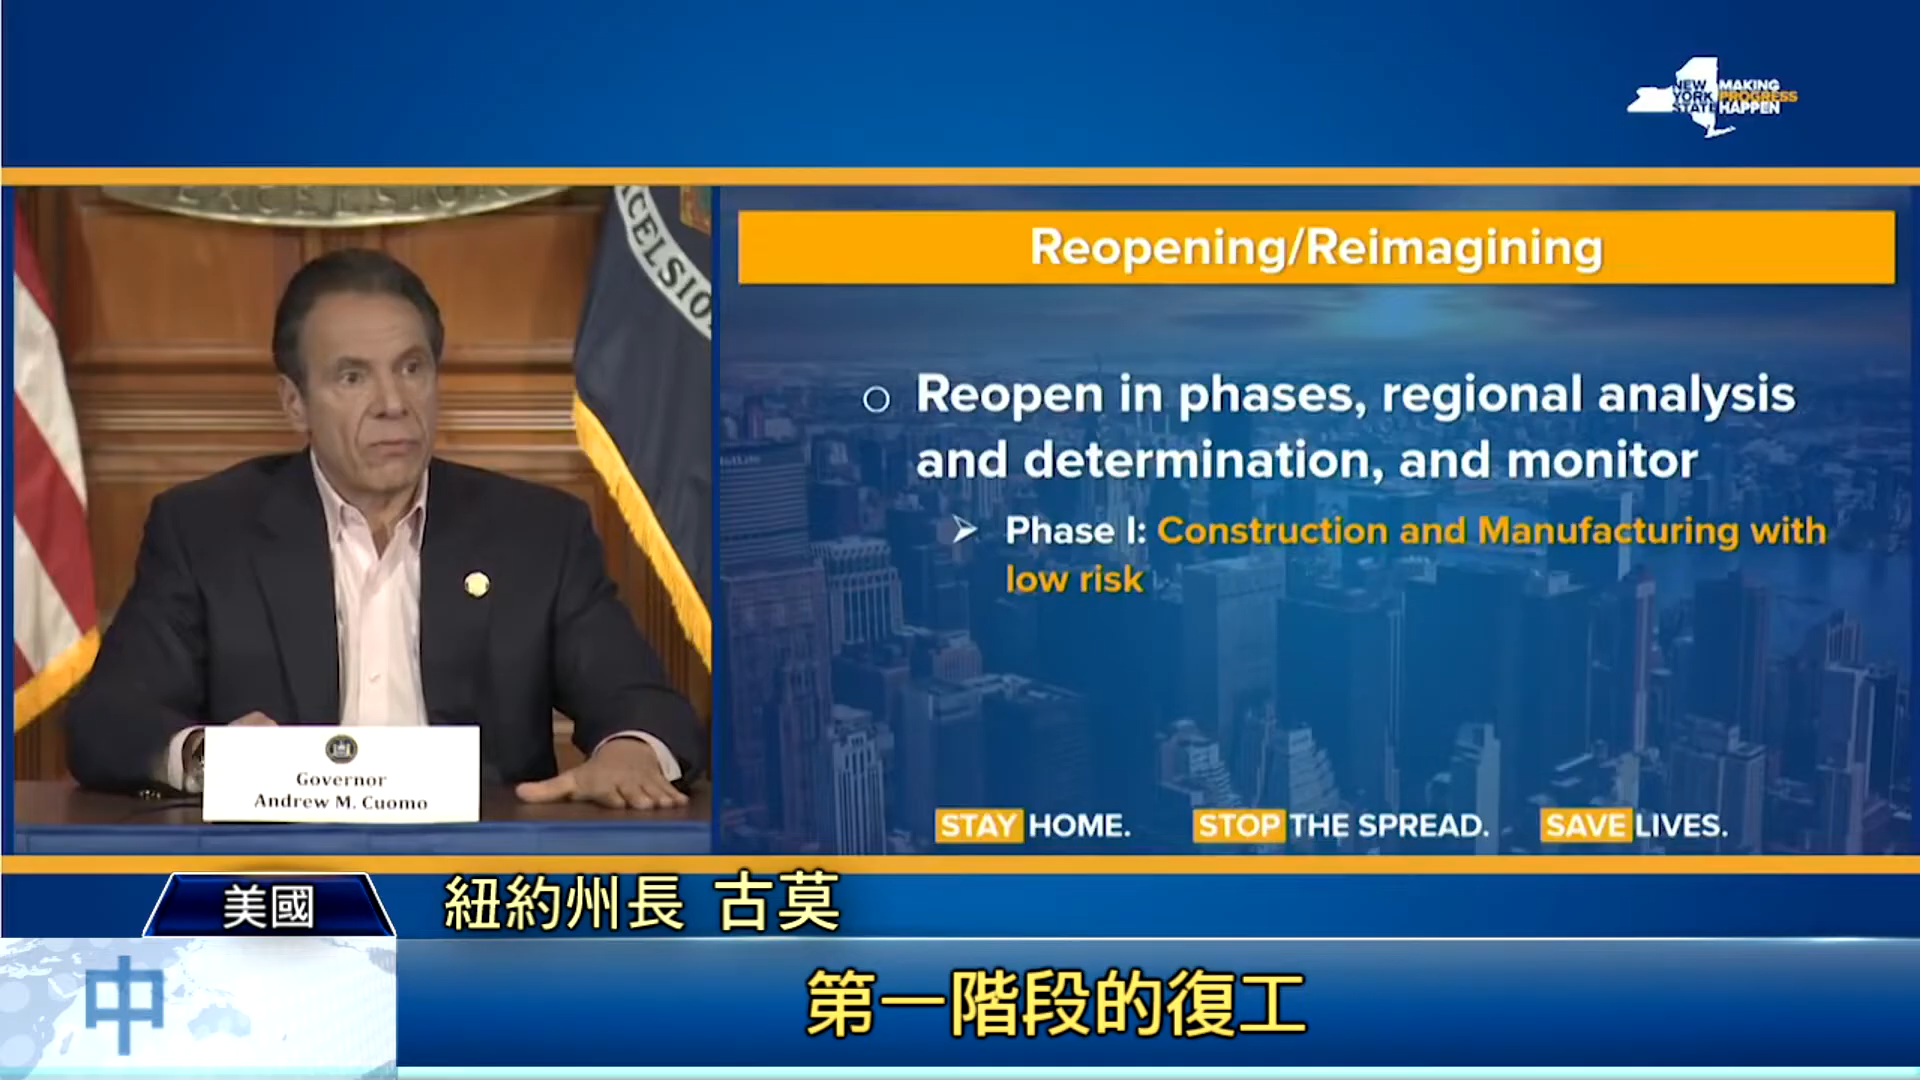 NEW
YORK
STATE
MAKING
PROGRESS
HAPPEN
EXCELSIOR
EXCELSIOR
Reopening/Reimagining
Reopen in phases, regional analysis
and determination, and monitor
Phase I: Construction and Manufacturing with
low risk
Governor
Andrew M. Cuomo
STAY HOME. STOP THE SPREAD. SAVE LIVES.
美國
紐約州長 古莫
中
第一階段的復工